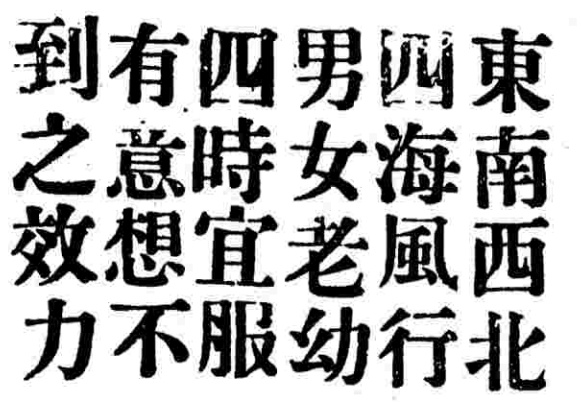 東南西北
四海風行
男女老幼
四時宜服
有意想不
到之效力